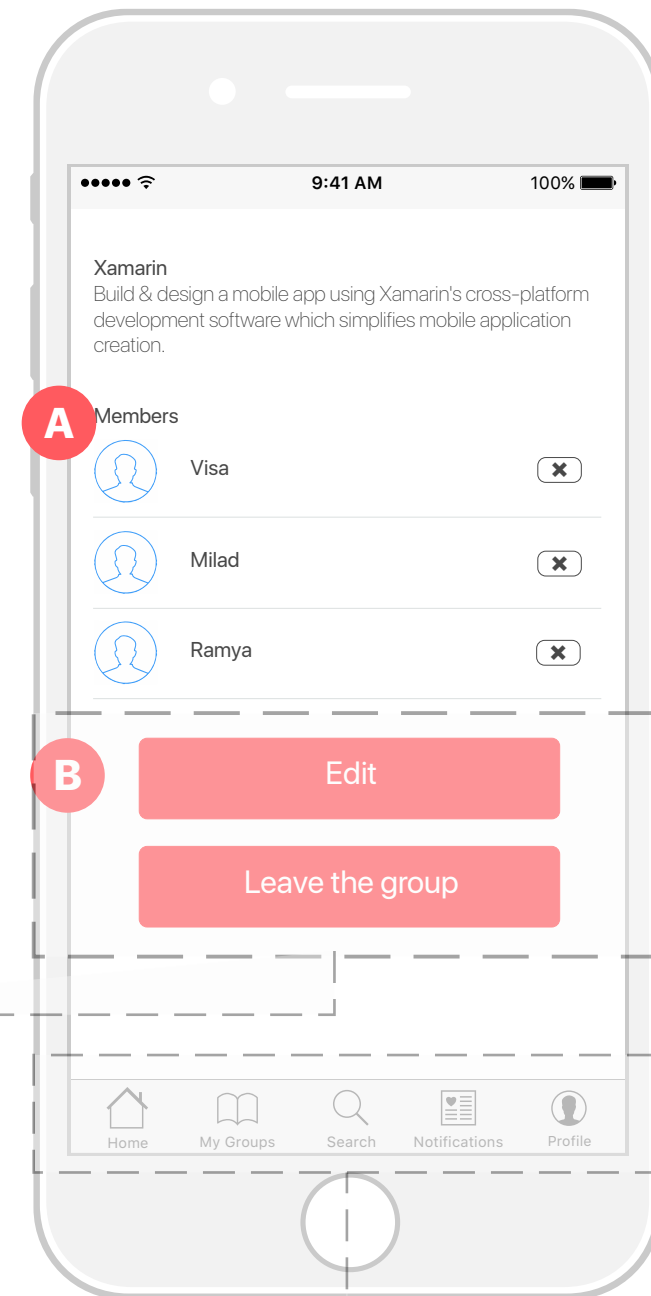 9:41 AM 100%
Xamarin
Build & design a mobile app using Xamarin's cross-platform
development software which simplifies mobile application
creation.
A
Members
Visa
Milad
Ramya
B
Edit
Leave the group
Home My Groups Search Notifications Profile